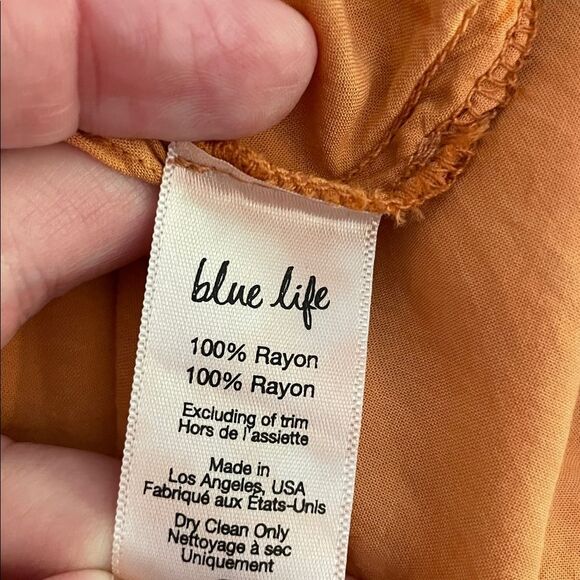 blue life
100% Rayon
100% Rayon
Excluding of trim
Hors de l'assiette
Made in
Los Angeles, USA
Fabriqué aux États-Unis
Dry Clean Only
Nettoyage à sec
Uniquement